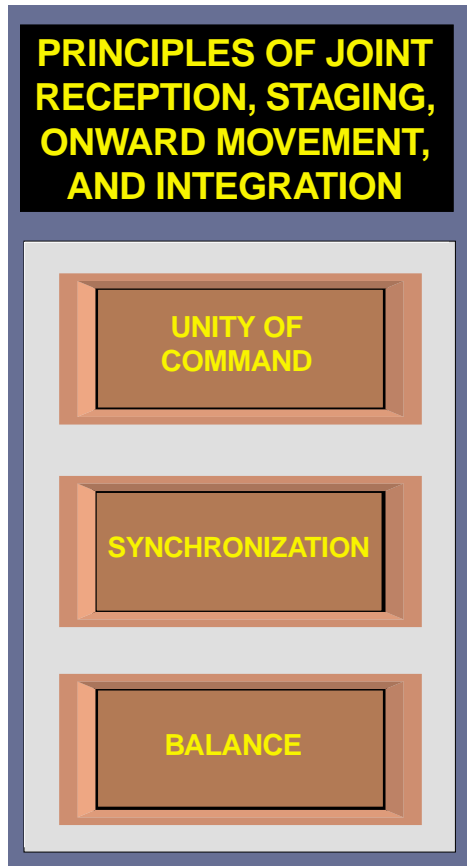 PRINCIPLES OF JOINT
RECEPTION, STAGING,
ONWARD MOVEMENT,
AND INTEGRATION
UNITY OF
COMMAND
SYNCHRONIZATION
BALANCE